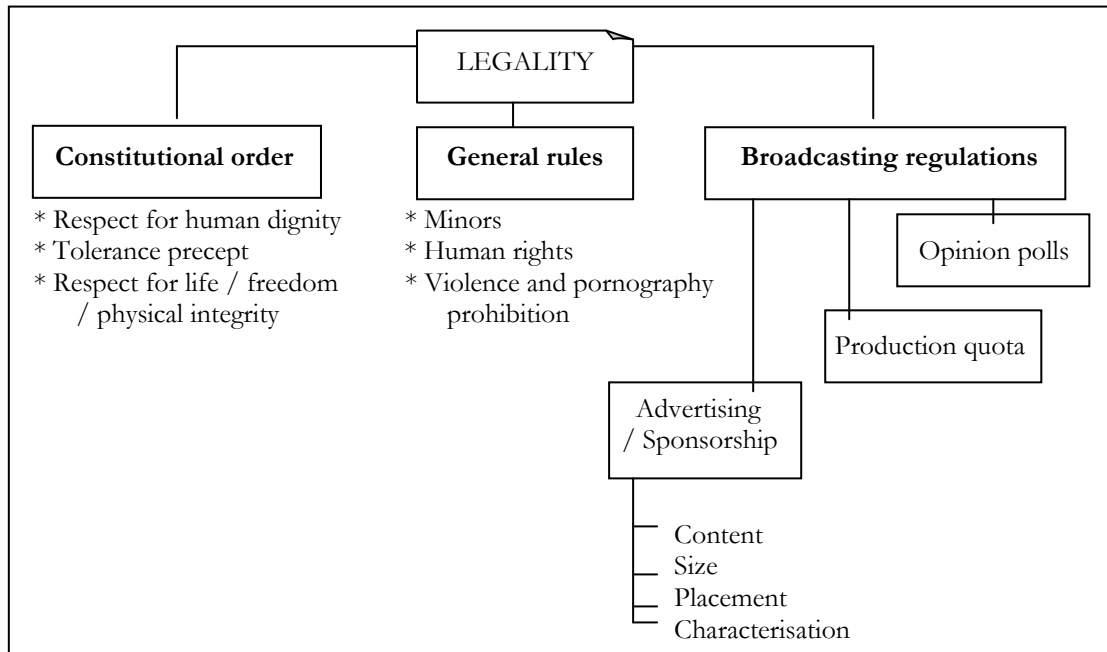 LEGALITY
Constitutional order
* Respect for human dignity
* Tolerance precept
* Respect for life / freedom
/ physical integrity
General rules
* Minors
* Human rights
* Violence and pornography
prohibition
Broadcasting regulations
Opinion polls
Production quota
Advertising
/ Sponsorship
Content
Size
Placement
Characterisation